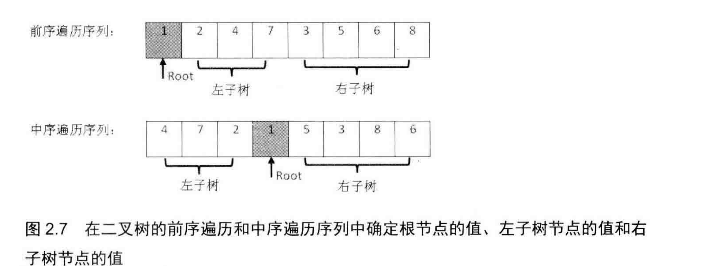 前序遍历序列： 1 2 4 7 3 5 6 8
Root
左子树 右子树
中序遍历序列： 4 7 2 1 5 3 8 6
左子树 Root 右子树
图 2.7 在二叉树的前序遍历和中序遍历序列中确定根节点的值、左子树节点的值和右
子树节点的值